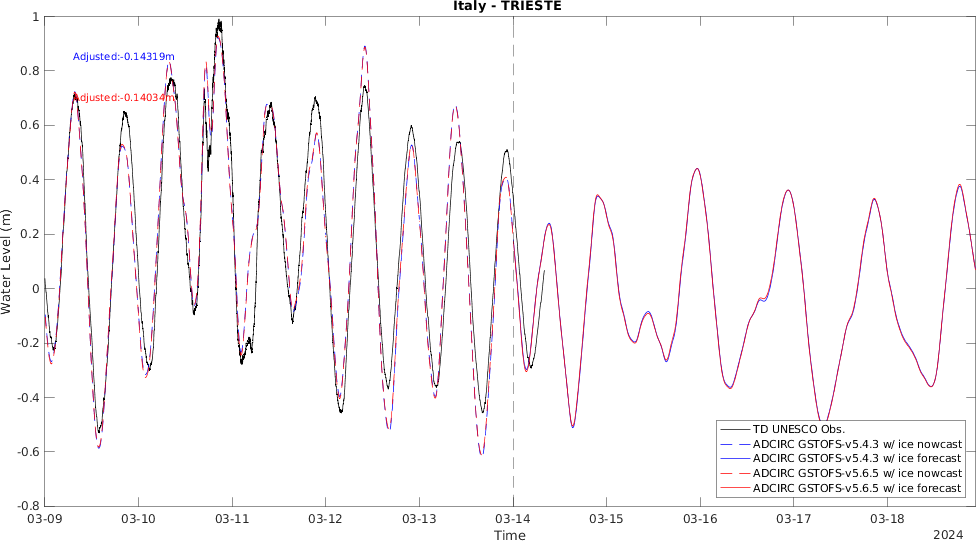 Italy - TRIESTE
Adjusted:-0.14319m
Adjusted:-0.14034m
Water Level (m)
1
0.8
0.6
0.4
0.2
0
-0.2
-0.4
-0.6
-0.8
03-09 03-10 03-11 03-12 03-13 03-14 03-15 03-16 03-17 03-18
Time
2024
TD UNESCO Obs.
ADCIRC GSTOFS-v5.4.3 w/ ice nowcast
ADCIRC GSTOFS-v5.4.3 w/ ice forecast
ADCIRC GSTOFS-v5.6.5 w/ ice nowcast
ADCIRC GSTOFS-v5.6.5 w/ ice forecast